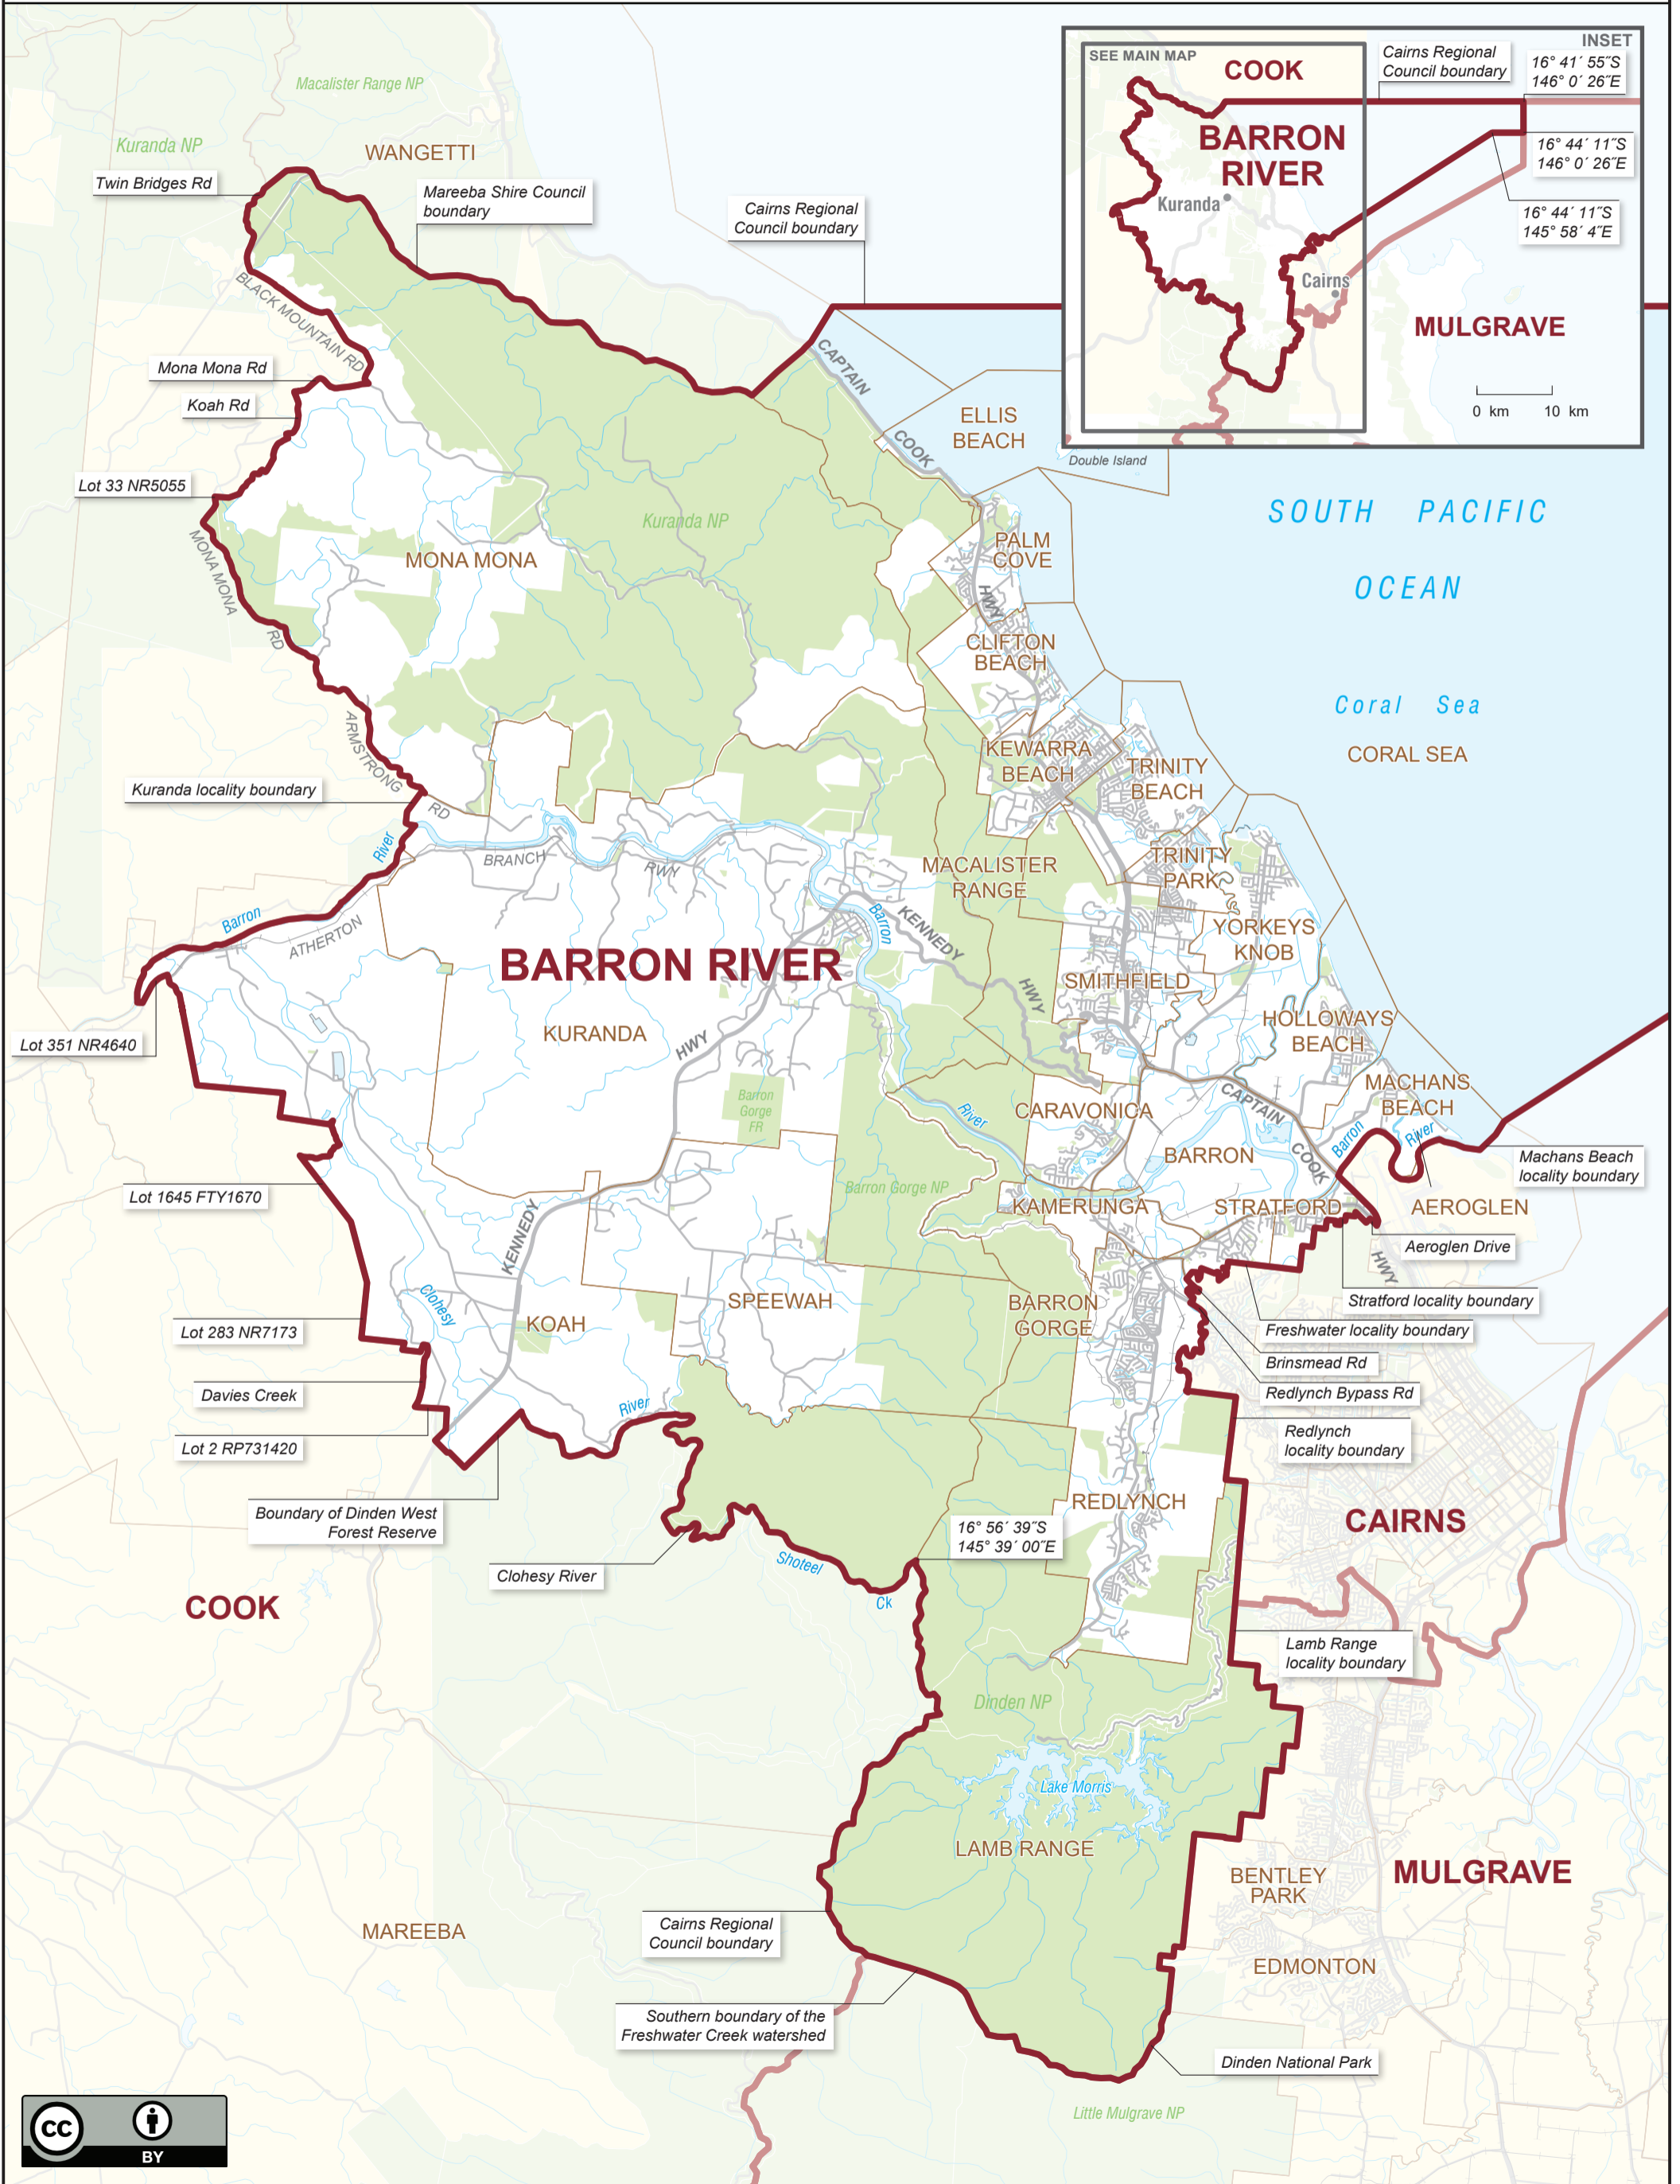 INSET
SEE MAIN MAP
COOK
Cairns Regional
Council boundary
16° 41´ 55˝S
146° 0´ 26˝E
BARRON
RIVER
16° 44´ 11˝S
146° 0´ 26˝E
Kuranda
16° 44´ 11˝S
145° 58´ 4˝E
Cairns
MULGRAVE
0 km
10 km
Macalister Range NP
Kuranda NP
WANGETTI
Twin Bridges Rd
Mareeba Shire Council
boundary
Cairns Regional
Council boundary
BLACK MOUNTAIN RD
CAPTAIN
COOK
HWY
Mona Mona Rd
Koah Rd
ELLIS
BEACH
Double Island
Lot 33 NR5055
SOUTH PACIFIC
OCEAN
Kuranda NP
MONA MONA
PALM
COVE
MONA MONA
RD
CLIFTON
BEACH
Coral Sea
CORAL SEA
ARMSTRONG
RD
KEWARRA
BEACH
TRINITY
BEACH
Kuranda locality boundary
River
BRANCH
RWY
MACALISTER
RANGE
TRINITY
PARK
Barron
ATHERTON
Barron
KENNEDY
HWY
YORKEYS
KNOB
BARRON RIVER
SMITHFIELD
KURANDA
HWY
HOLLOWAYS
BEACH
Lot 351 NR4640
Barron
Gorge
FR
River
CARAVONICA
CAPTAIN
COOK
MACHANS
BEACH
Barron
River
BARRON
Machans Beach
locality boundary
Lot 1645 FTY1670
Barron Gorge NP
KAMERUNGA
STRATFORD
AEROGLEN
KENNEDY
Aeroglen Drive
HWY
Clohesy
SPEEWAH
KOAH
BARRON
GORGE
Stratford locality boundary
Lot 283 NR7173
Freshwater locality boundary
Brinsmead Rd
Davies Creek
Redlynch Bypass Rd
River
Lot 2 RP731420
Redlynch
locality boundary
Boundary of Dinden West
Forest Reserve
REDLYNCH
CAIRNS
16° 56´ 39˝S
145° 39´ 00˝E
Clohesy River
Shoteel
Ck
COOK
Lamb Range
locality boundary
Dinden NP
Lake Morris
LAMB RANGE
BENTLEY
PARK
MULGRAVE
MAREEBA
Cairns Regional
Council boundary
EDMONTON
Southern boundary of the
Freshwater Creek watershed
Dinden National Park
Little Mulgrave NP
cc
BY